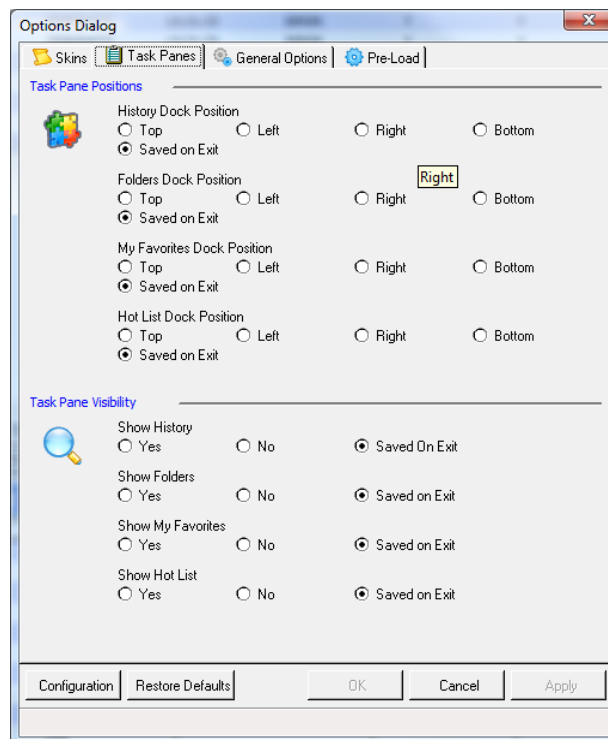 Options Dialog
Skins Task Panes General Options Pre-Load
Task Pane Positions
History Dock Position
Top Left Right Bottom
Saved on Exit
Right
Folders Dock Position
Top Left Right Bottom
Saved on Exit
My Favorites Dock Position
Top Left Right Bottom
Saved on Exit
Hot List Dock Position
Top Left Right Bottom
Saved on Exit
Task Pane Visibility
Show History
Yes No Saved On Exit
Show Folders
Yes No Saved on Exit
Show My Favorites
Yes No Saved on Exit
Show Hot List
Yes No Saved on Exit
Configuration Restore Defaults OK Cancel Apply